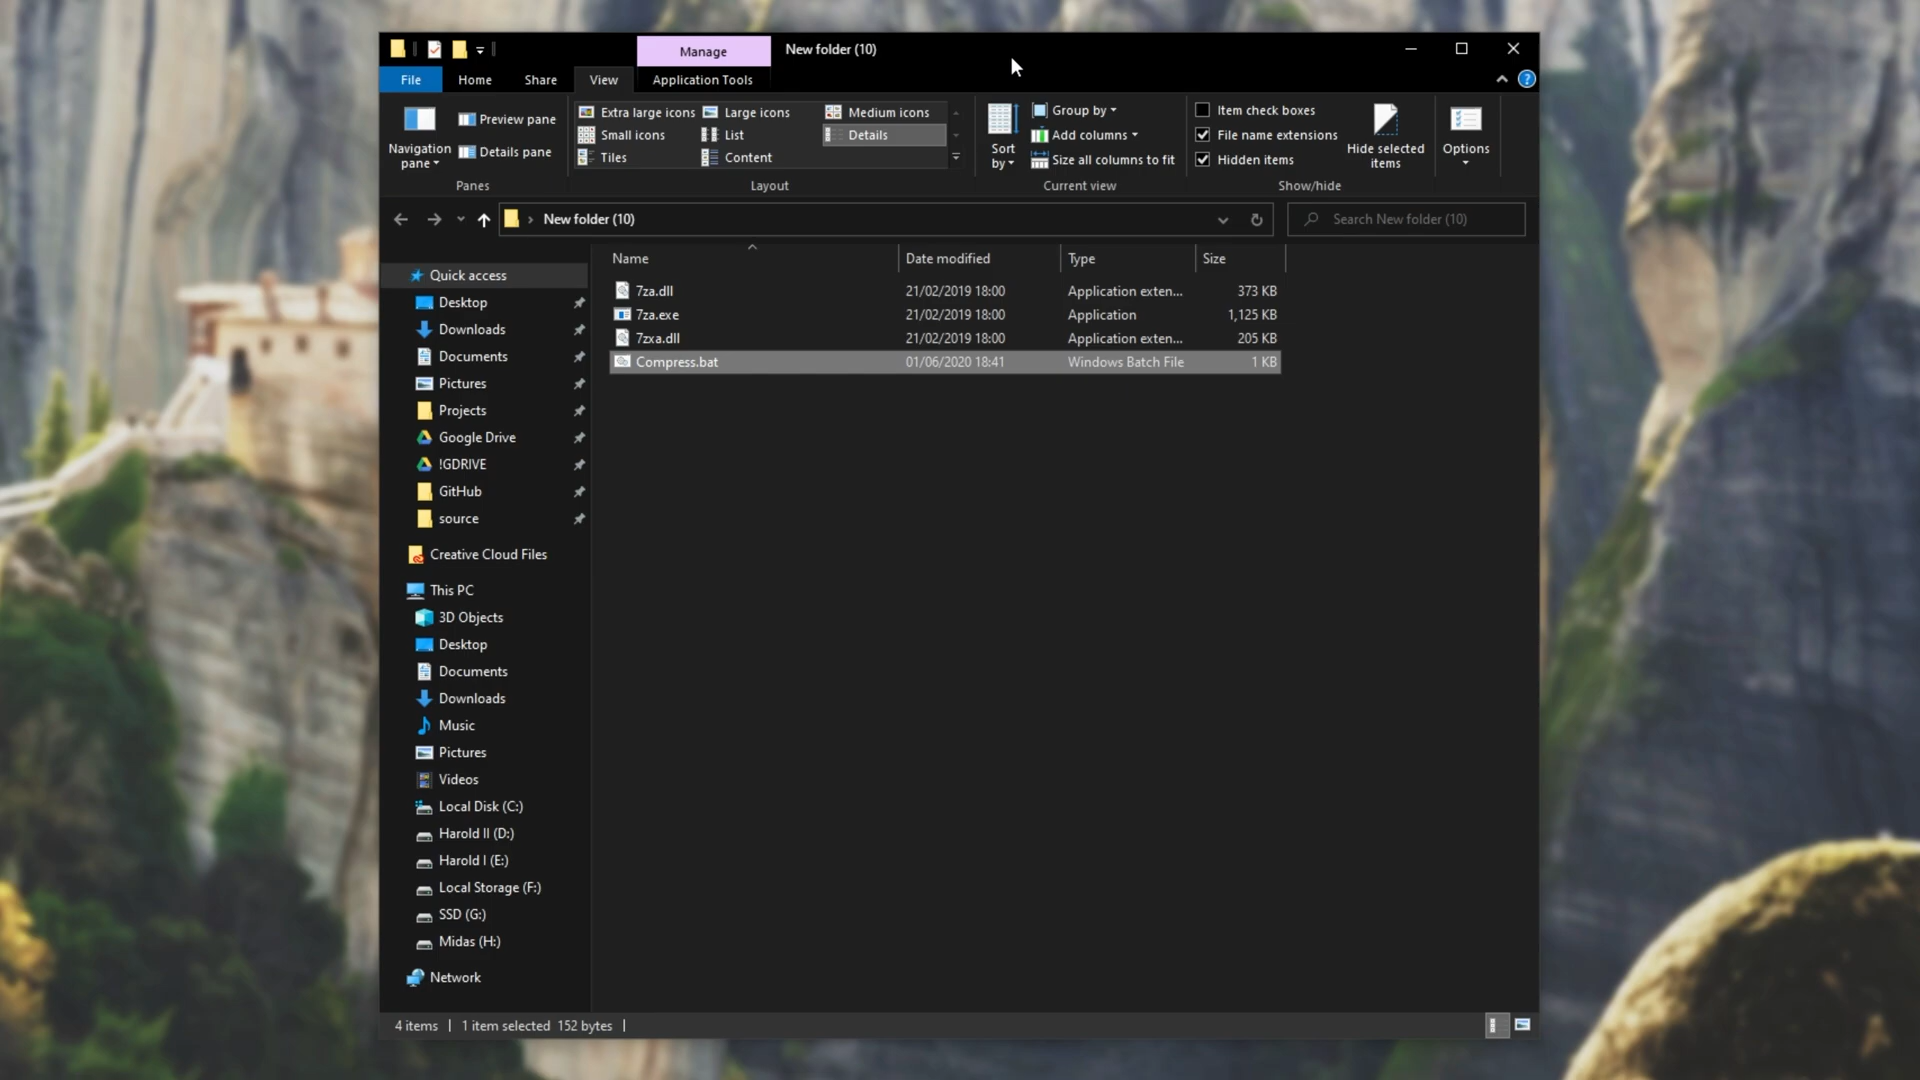 Manage
New folder (10)
File
Home
Share
View
Application Tools
Navigation pane
Preview pane
Details pane
Panes
Extra large icons
Large icons
Medium icons
Small icons
List
Details
Tiles
Content
Layout
Sort by
Group by
Add columns
Size all columns to fit
Current view
Item check boxes
File name extensions
Hidden items
Hide selected items
Show/hide
Options
New folder (10)
Search New folder (10)
Name
Date modified
Type
Size
7za.dll 21/02/2019 18:00 Application exten... 373 KB
7za.exe 21/02/2019 18:00 Application 1,125 KB
7zxa.dll 21/02/2019 18:00 Application exten... 205 KB
Compress.bat 01/06/2020 18:41 Windows Batch File 1 KB
Quick access
Desktop
Downloads
Documents
Pictures
Projects
Google Drive
!GDRIVE
GitHub
source
Creative Cloud Files
This PC
3D Objects
Desktop
Documents
Downloads
Music
Pictures
Videos
Local Disk (C:)
Harold II (D:)
Harold I (E:)
Local Storage (F:)
SSD (G:)
Midas (H:)
Network
4 items 1 item selected 152 bytes